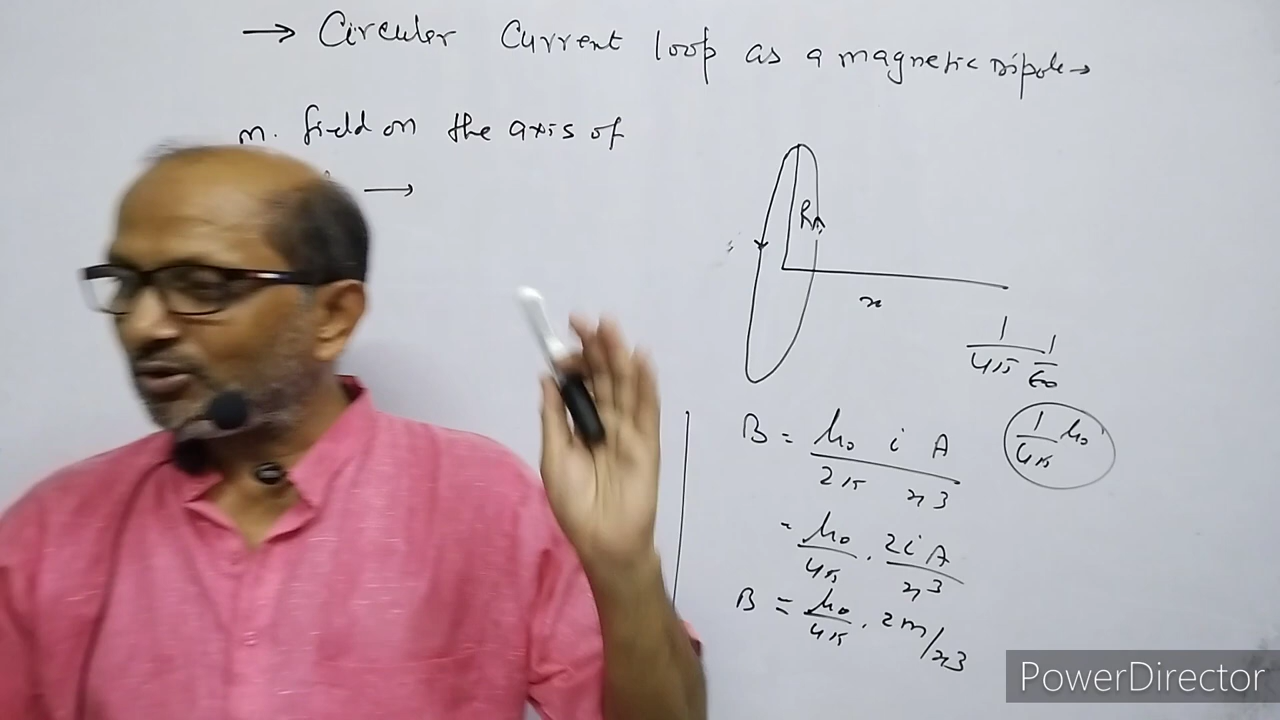 → Circuler Current loop as a magnetic Dipole →
m. field on the axis of
→
R
x
1/4π 1/ε0
B = μ0 i A / 2π x3
1/4π μ0
= μ0/4π . 2iA/x3
B = μ0/4π . 2m/x3
PowerDirector